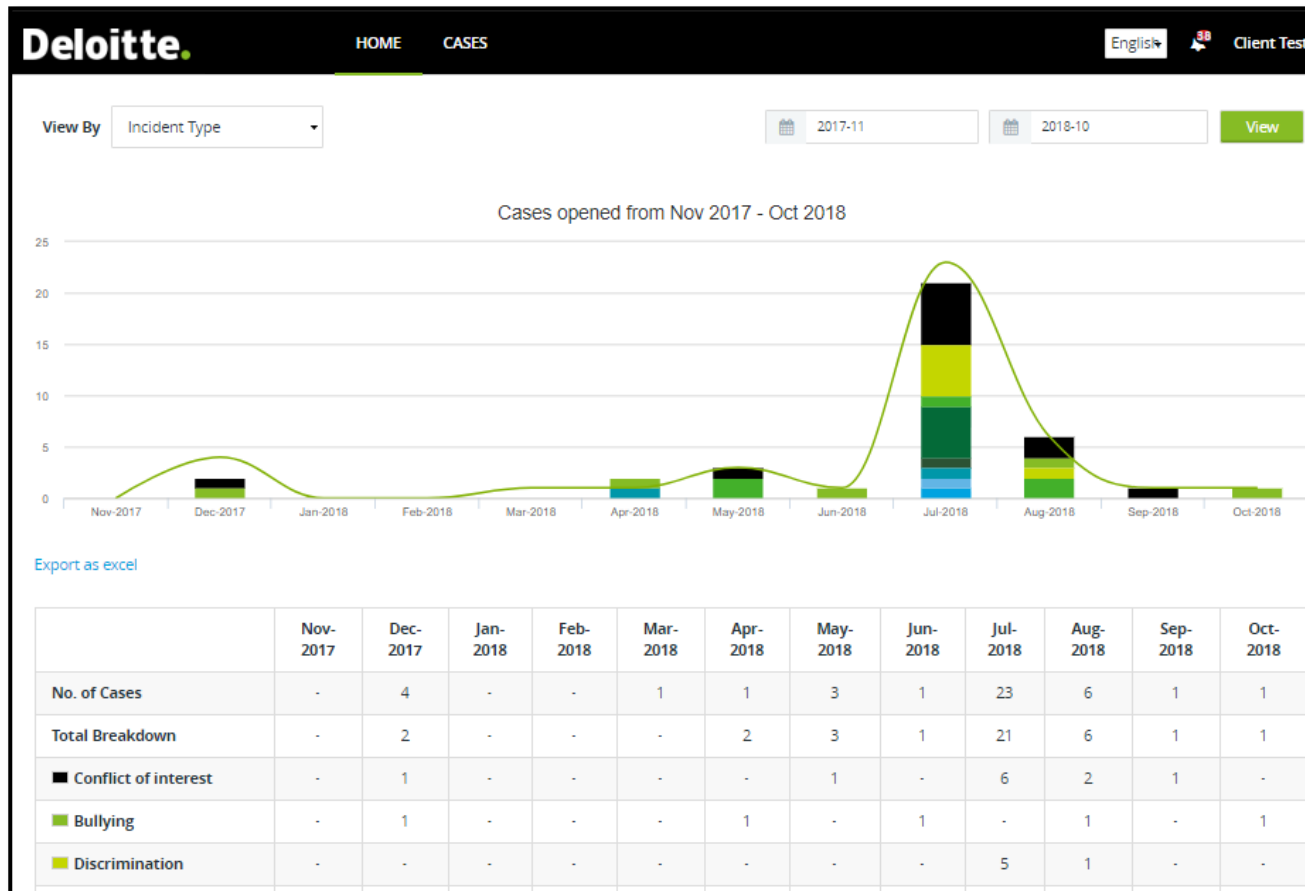 Deloitte. HOME CASES English 38 Client Test
View By Incident Type 2017-11 2018-10 View
Cases opened from Nov 2017 - Oct 2018
25
20
15
10
5
0
Nov-2017 Dec-2017 Jan-2018 Feb-2018 Mar-2018 Apr-2018 May-2018 Jun-2018 Jul-2018 Aug-2018 Sep-2018 Oct-2018
Export as excel
Nov- Dec- Jan- Feb- Mar- Apr- May- Jun- Jul- Aug- Sep- Oct-
2017 2017 2018 2018 2018 2018 2018 2018 2018 2018 2018 2018
No. of Cases - 4 - - 1 1 3 1 23 6 1 1
Total Breakdown - 2 - - - 2 3 1 21 6 1 1
Conflict of interest - 1 - - - - 1 - 6 2 1 -
Bullying - 1 - - - 1 - 1 - 1 - 1
Discrimination - - - - - - - - 5 1 - -